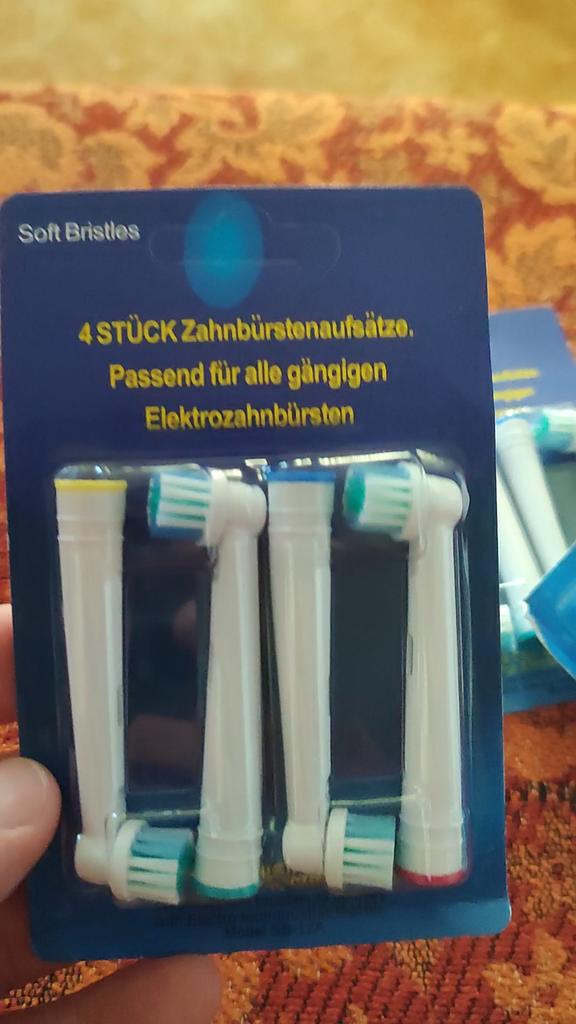 Soft Bristles
4 STÜCK Zahnbürstenaufsätze.
Passend für alle gängigen
Elektrozahnbürsten